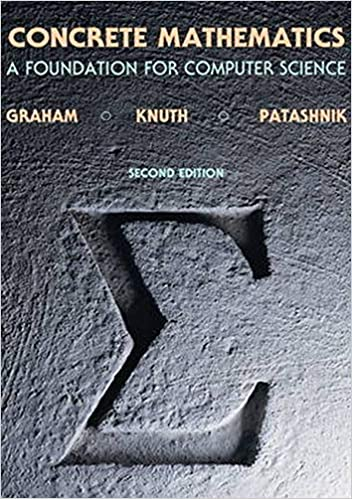 CONCRETE MATHEMATICS
A FOUNDATION FOR COMPUTER SCIENCE
GRAHAM ○ KNUTH ○ PATASHNIK
SECOND EDITION
Σ